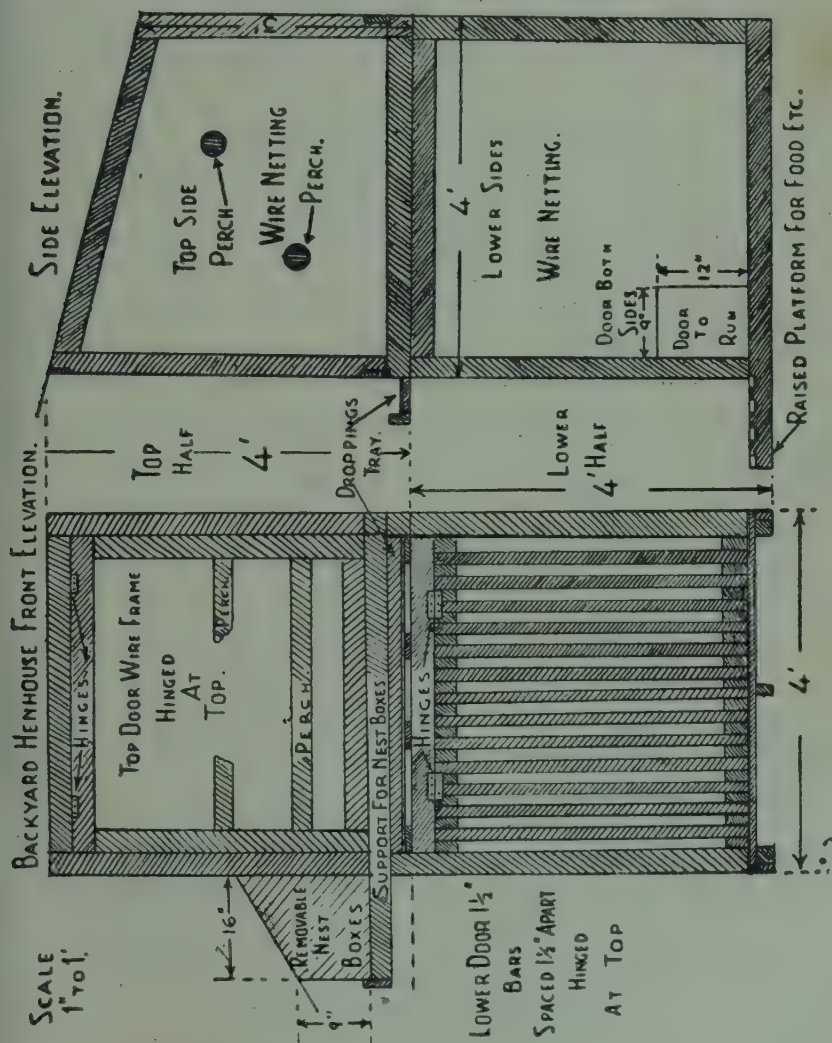 BACKYARD HENHOUSE FRONT ELEVATION.
SIDE ELEVATION.
SCALE
1" TO 1'.
HINGES
TOP DOOR WIRE FRAME
HINGED
AT
TOP.
PERCH
PERCH
16"
9"
REMOVABLE
NEST
BOXES
SUPPORT FOR NEST BOXES
HINGES
LOWER DOOR 1½"
BARS
SPACED 1½" APART
HINGED
AT TOP
4'
TOP
HALF
4'
DROPPINGS
TRAY.
LOWER
4' HALF
TOP SIDE
PERCH
WIRE NETTING
PERCH.
4'
LOWER SIDES
WIRE NETTING.
DOOR BOTH
SIDES
9"
12"
DOOR
TO
RUN
RAISED PLATFORM FOR FOOD ETC.